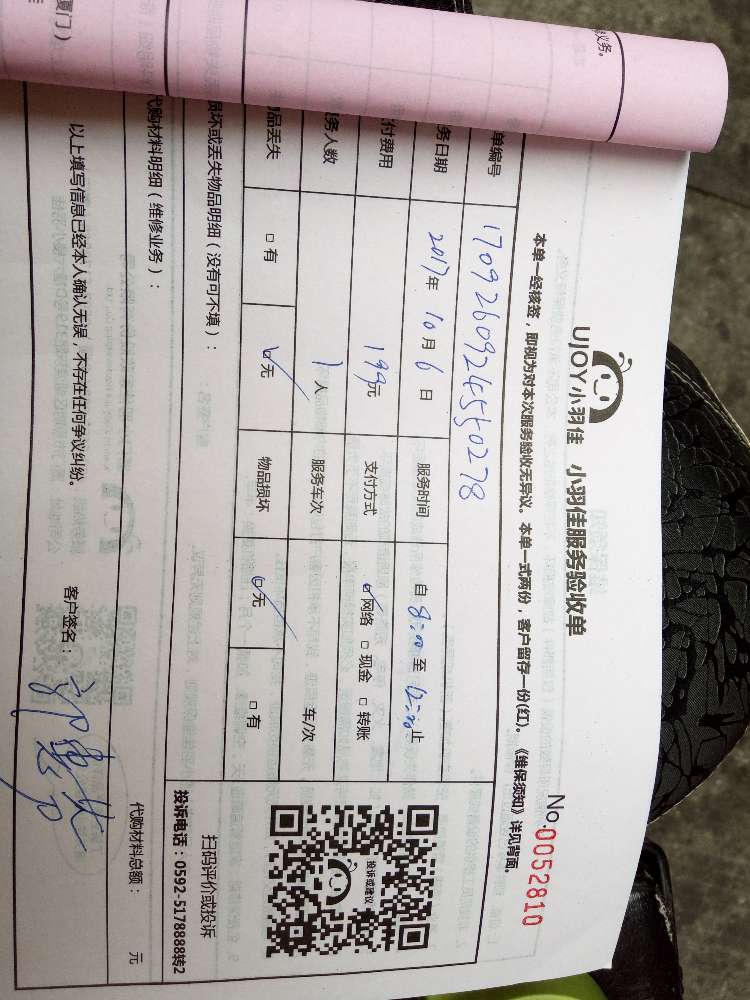 UJOY小羽佳 小羽佳服务验收单
No.0052810
本单一经核签，即视为对本次服务验收无异议。本单一式两份，客户留存一份(红)。《维保须知》详见背面。
单编号 1709260924550278
务日期 2017年 10月 6日 服务时间 自 8:00 至 12:00 止
付费用 199元 支付方式 ☑网络 □现金 □转账
务人数 1人 服务车次 车/次
物品丢失 □有 ☑无 物品损坏 ☑无 □有
投诉或建议
扫码评价或投诉
投诉电话：0592-5178888转2
损坏或丢失物品明细（没有可不填）：
代购材料明细（维修业务）：
代购材料总额： 元
以上填写信息已经本人确认无误，不存在任何争议纠纷。 客户签名：
厦门）
义务。